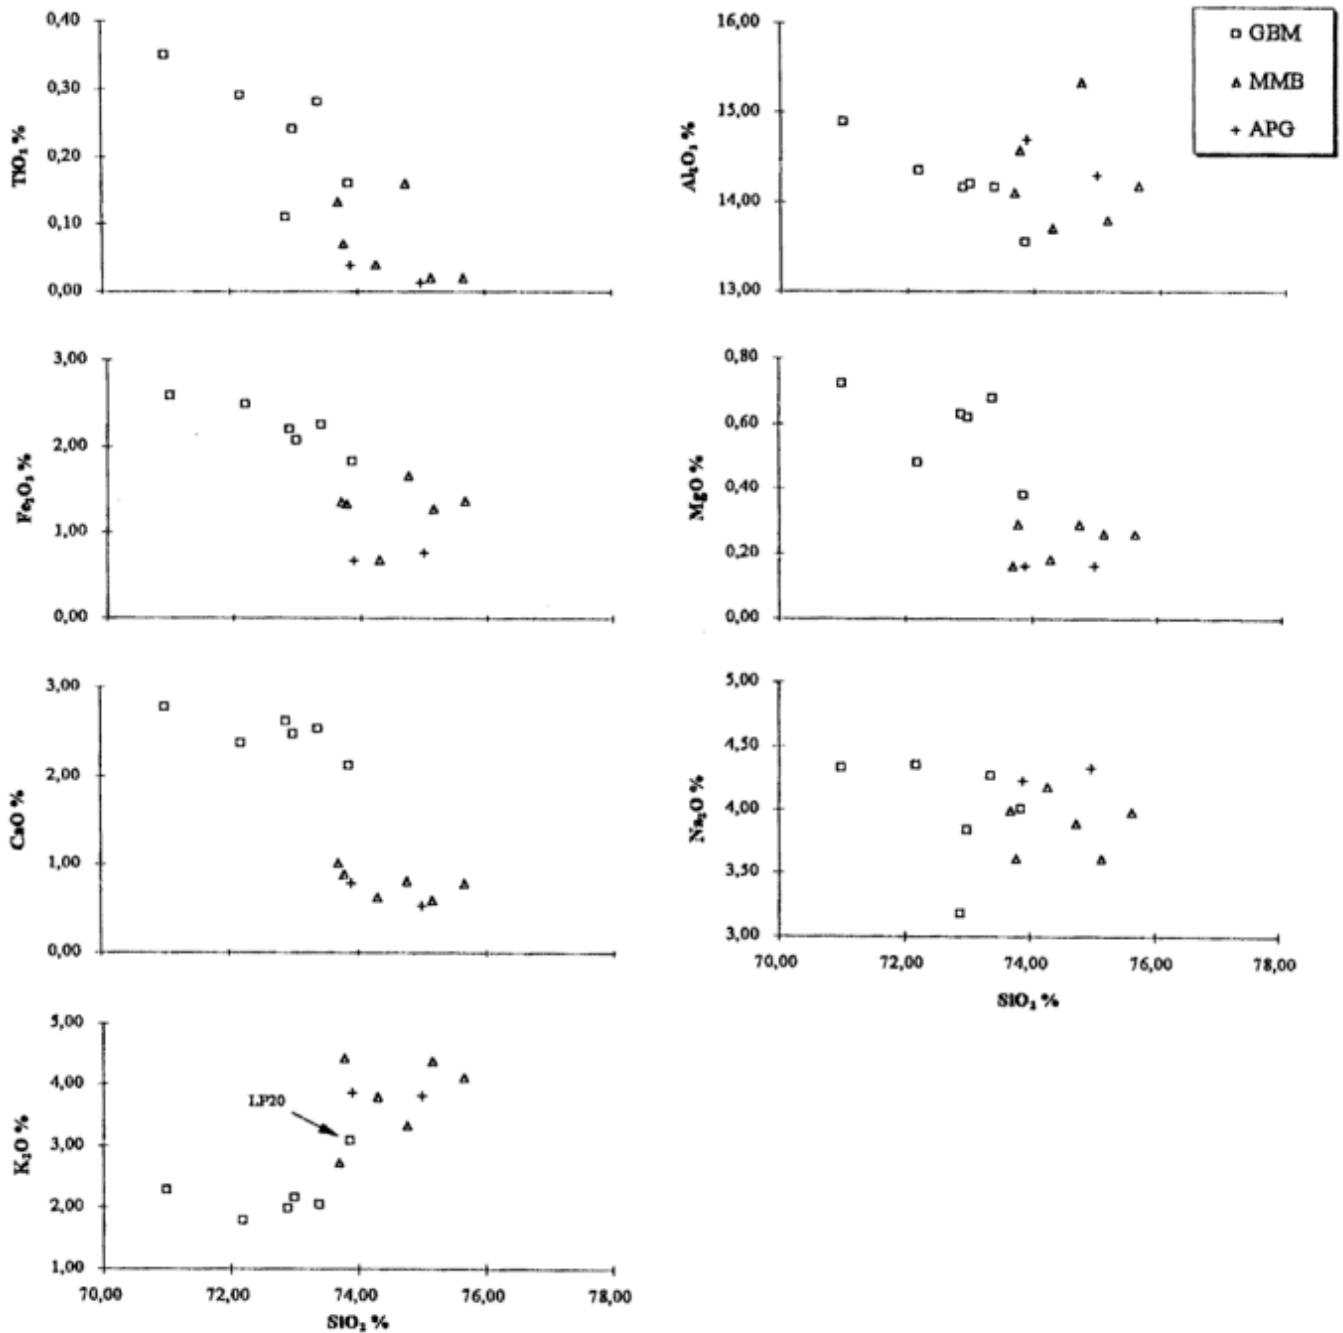 0,40
0,30
0,20
0,10
0,00
TiO₂ %
16,00
15,00
14,00
13,00
Al₂O₃ %
GBM
MMB
APG
3,00
2,00
1,00
0,00
Fe₂O₃ %
0,80
0,60
0,40
0,20
0,00
MgO %
3,00
2,00
1,00
0,00
CaO %
5,00
4,50
4,00
3,50
3,00
Na₂O %
70,00 72,00 74,00 76,00 78,00
SiO₂ %
5,00
4,00
3,00
2,00
1,00
K₂O %
LP20
70,00 72,00 74,00 76,00 78,00
SiO₂ %